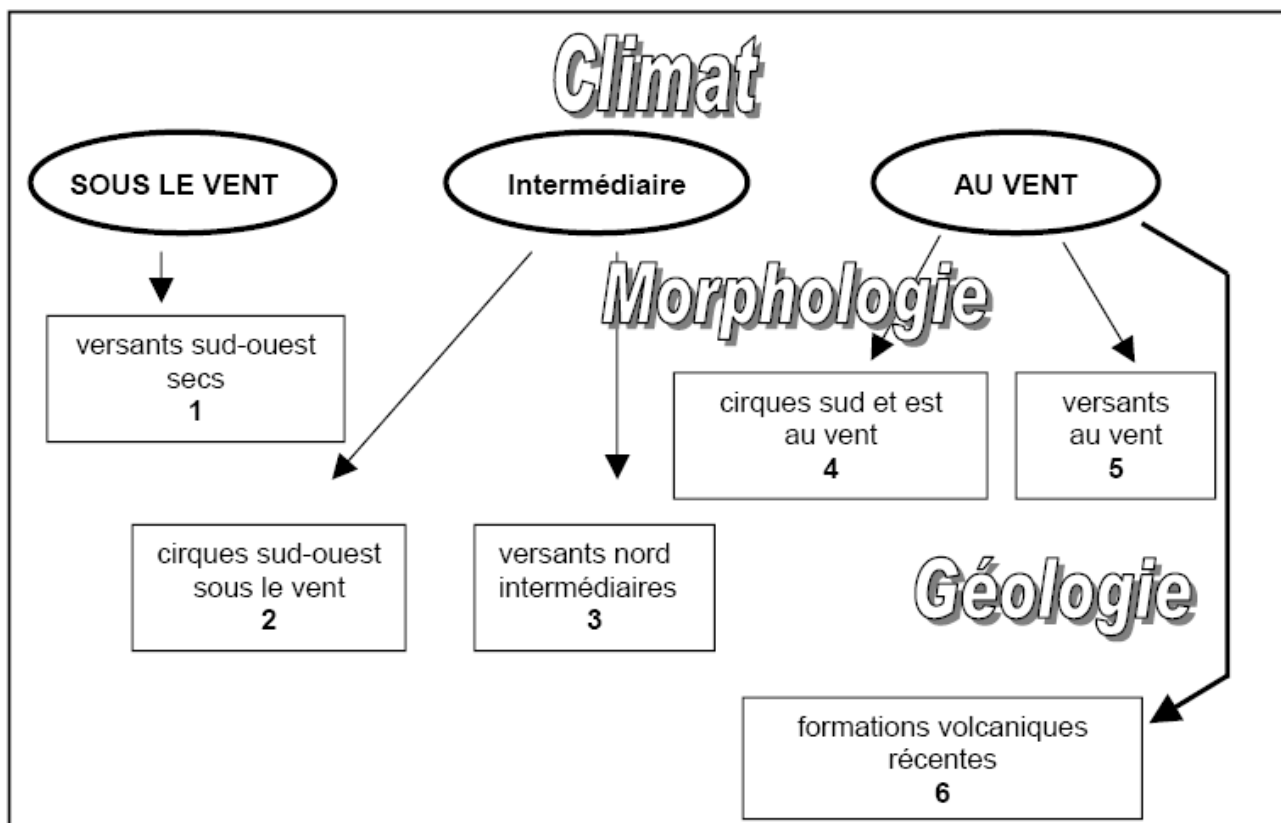 Climat
SOUS LE VENT
Intermédiaire
AU VENT
Morphologie
versants sud-ouest
secs
1
cirques sud et est
au vent
4
versants
au vent
5
cirques sud-ouest
sous le vent
2
versants nord
intermédiaires
3
Géologie
formations volcaniques
récentes
6